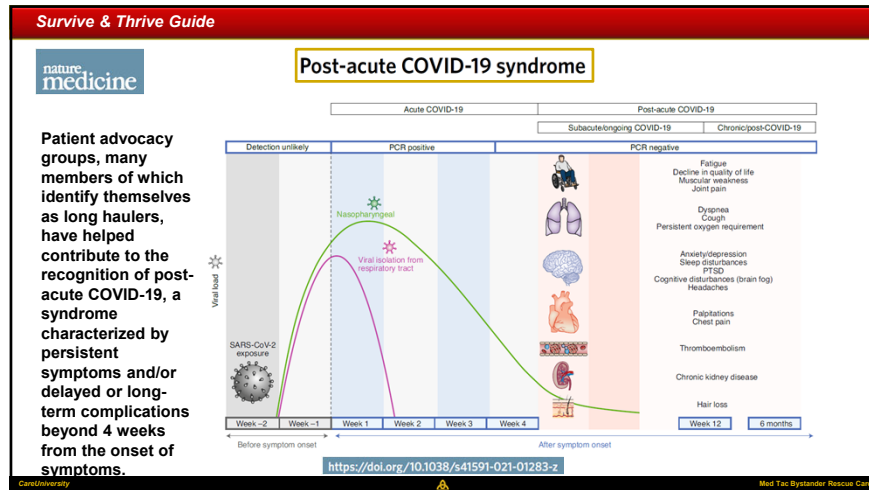 Survive & Thrive Guide
nature
medicine
Post-acute COVID-19 syndrome
Patient advocacy
groups, many
members of which
identify themselves
as long haulers,
have helped
contribute to the
recognition of post-
acute COVID-19, a
syndrome
characterized by
persistent
symptoms and/or
delayed or long-
term complications
beyond 4 weeks
from the onset of
symptoms.
Acute COVID-19
Post-acute COVID-19
Subacute/ongoing COVID-19
Chronic/post-COVID-19
Detection unlikely
PCR positive
PCR negative
Viral load
Nasopharyngeal
Viral isolation from
respiratory tract
SARS-CoV-2
exposure
Fatigue
Decline in quality of life
Muscular weakness
Joint pain
Dyspnea
Cough
Persistent oxygen requirement
Anxiety/depression
Sleep disturbances
PTSD
Cognitive disturbances (brain fog)
Headaches
Palpitations
Chest pain
Thromboembolism
Chronic kidney disease
Hair loss
Week –2
Week –1
Week 1
Week 2
Week 3
Week 4
Week 12
6 months
Before symptom onset
After symptom onset
https://doi.org/10.1038/s41591-021-01283-z
CareUniversity
Med Tac Bystander Rescue Care